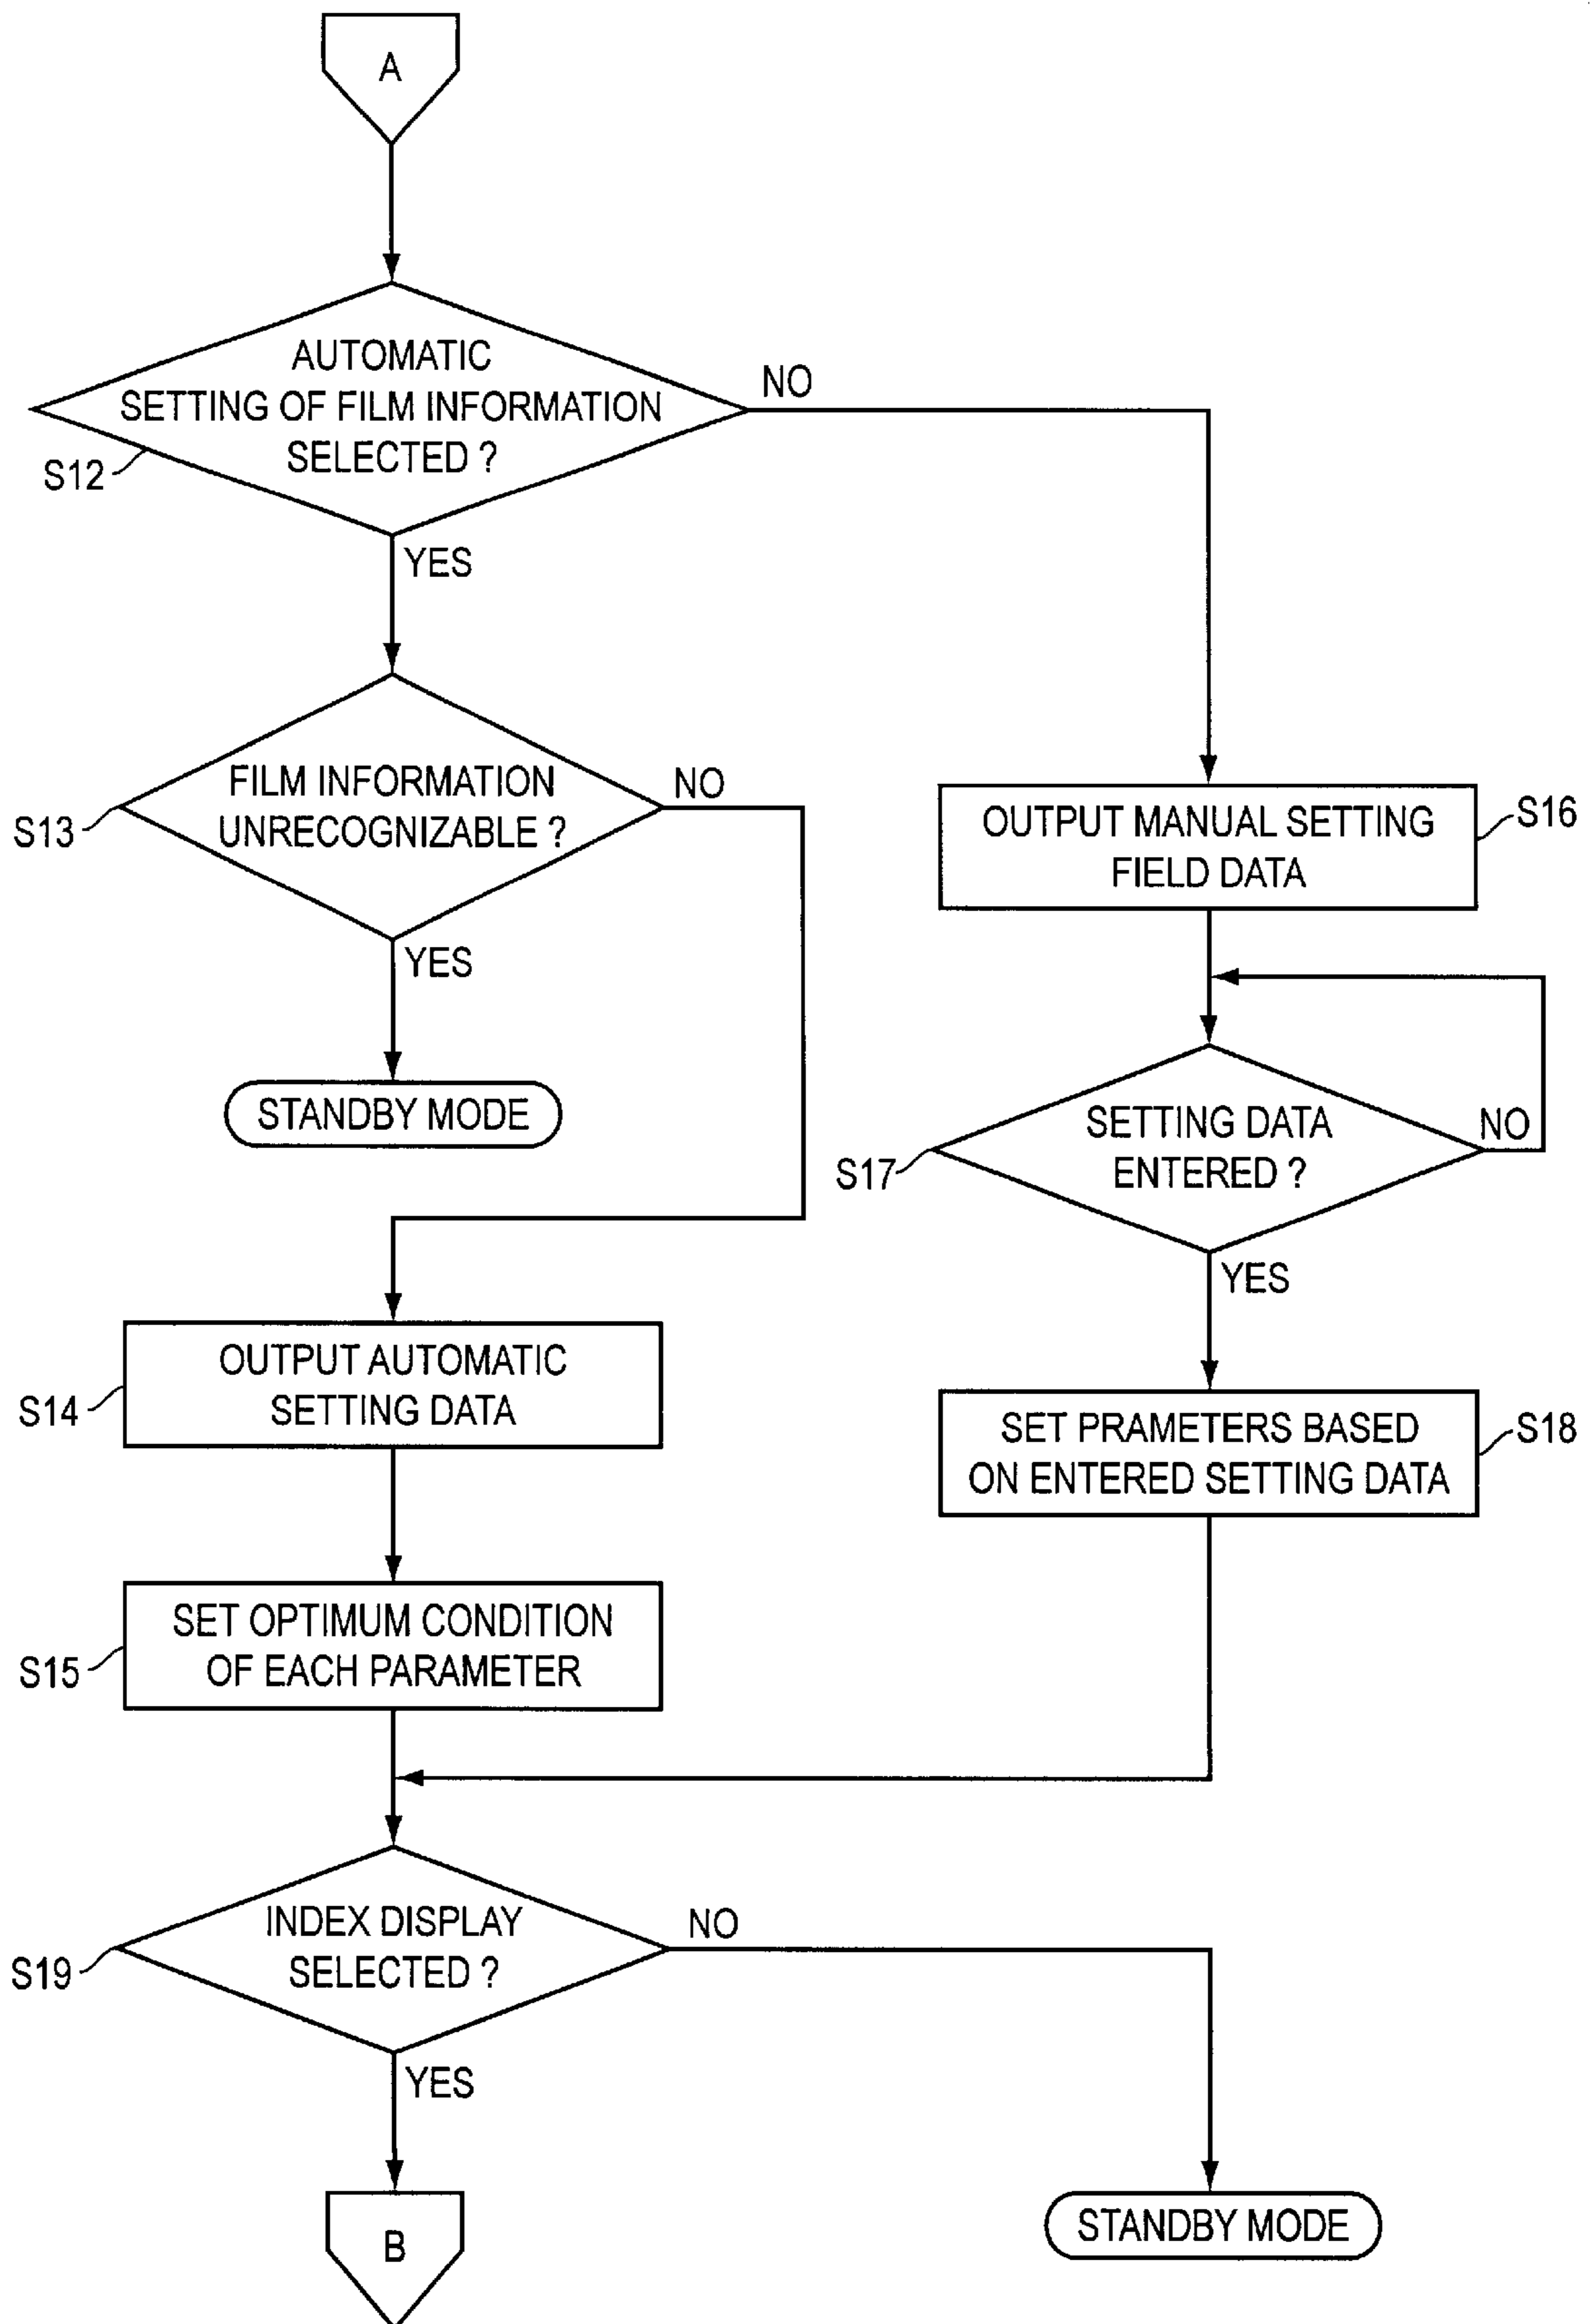 A
AUTOMATIC
SETTING OF FILM INFORMATION
SELECTED ?
NO
S12
YES
FILM INFORMATION
UNRECOGNIZABLE ?
NO
S13
YES
STANDBY MODE
OUTPUT MANUAL SETTING
FIELD DATA
S16
SETTING DATA
ENTERED ?
NO
S17
YES
OUTPUT AUTOMATIC
SETTING DATA
S14
SET PRAMETERS BASED
ON ENTERED SETTING DATA
S18
SET OPTIMUM CONDITION
OF EACH PARAMETER
S15
INDEX DISPLAY
SELECTED ?
NO
S19
YES
B
STANDBY MODE